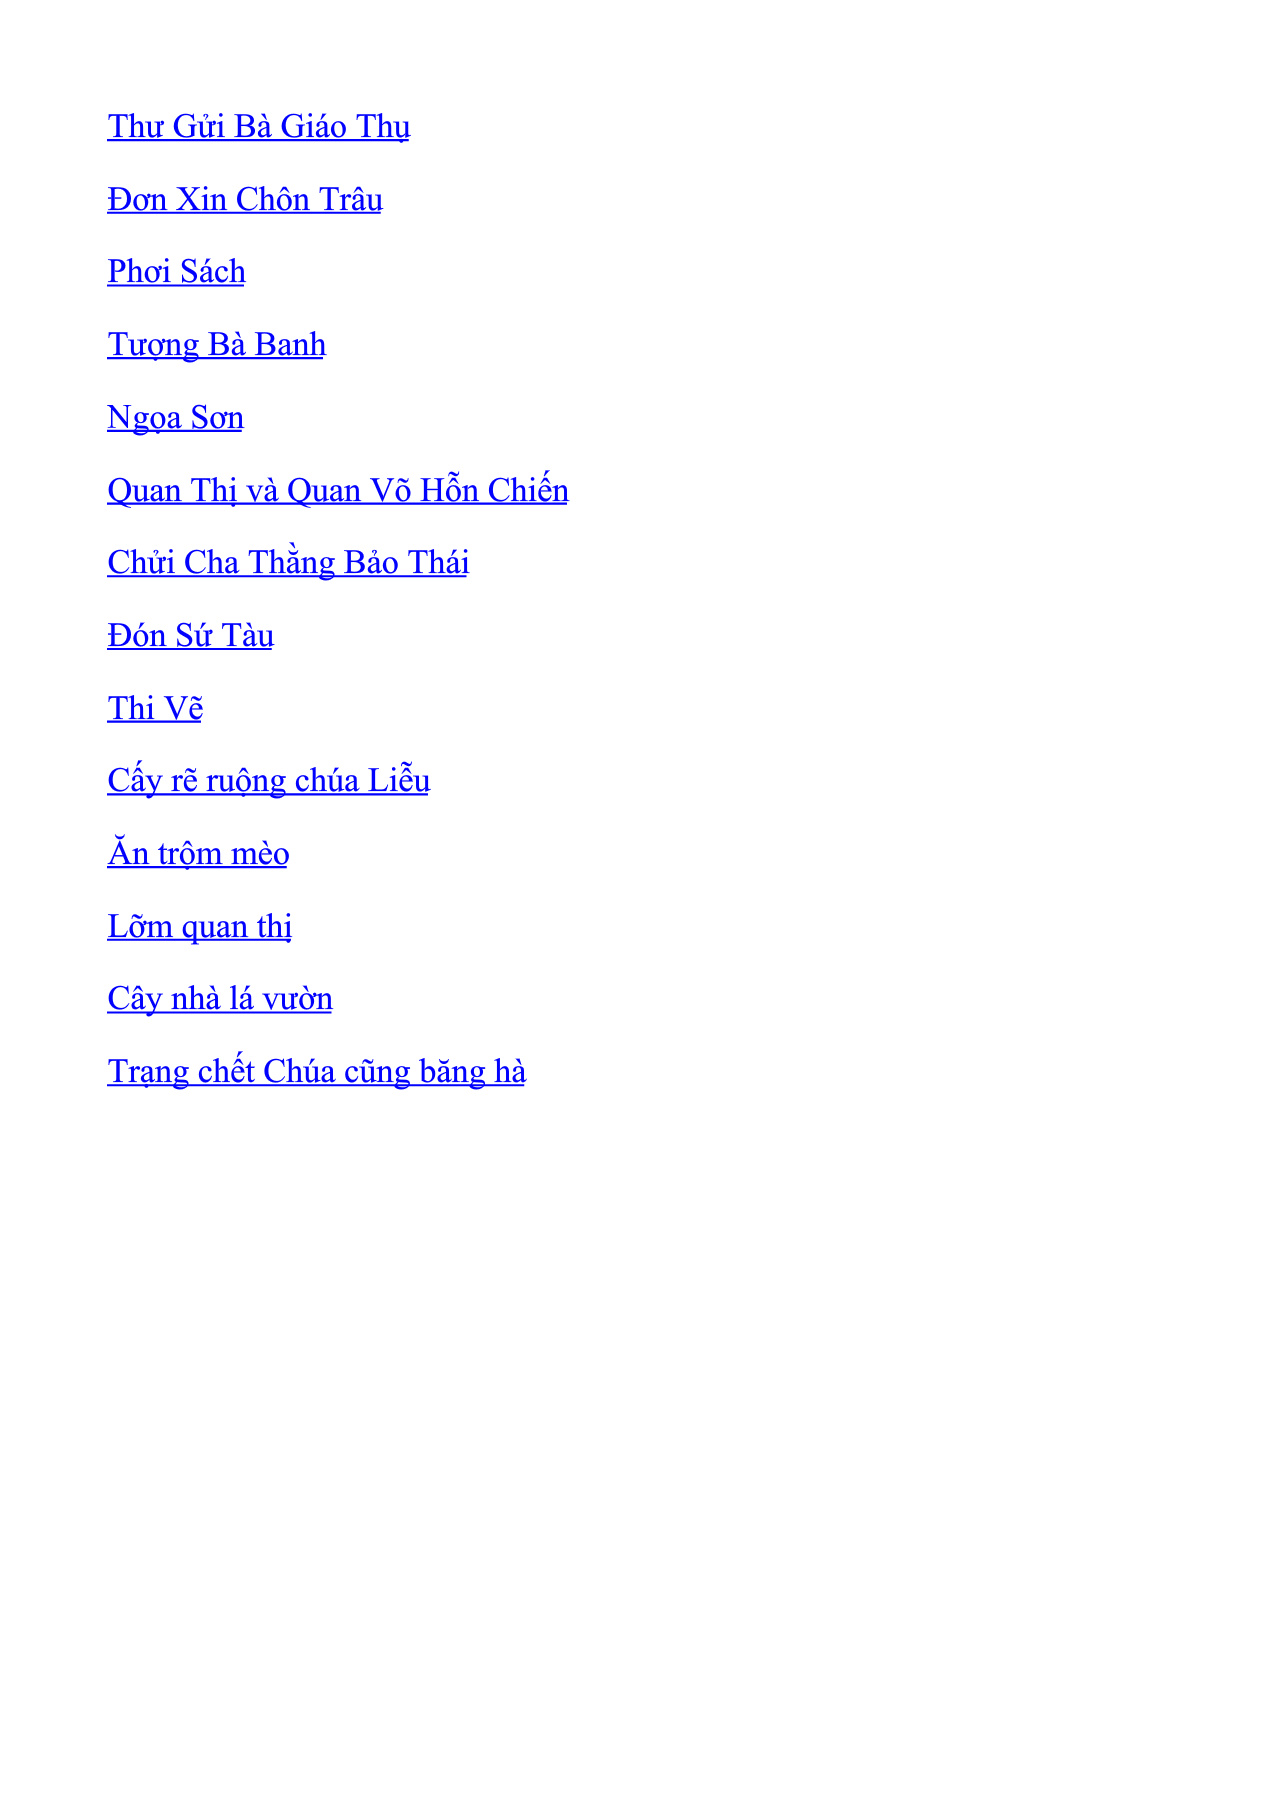 Thư Gửi Bà Giáo Thụ
Đơn Xin Chôn Trâu
Phơi Sách
Tượng Bà Banh
Ngọa Sơn
Quan Thị và Quan Võ Hỗn Chiến
Chửi Cha Thằng Bảo Thái
Đón Sứ Tàu
Thi Vẽ
Cấy rẽ ruộng chúa Liễu
Ăn trộm mèo
Lỡm quan thị
Cây nhà lá vườn
Trạng chết Chúa cũng băng hà